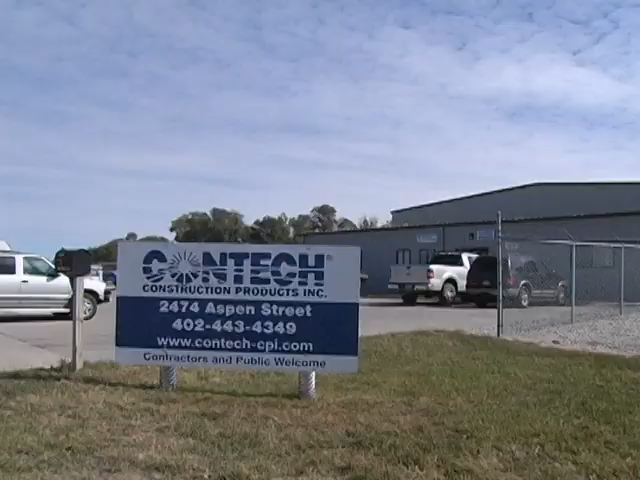 CONTECH®
CONSTRUCTION PRODUCTS INC.
2474 Aspen Street
402-443-4349
www.contech-cpi.com
Contractors and Public Welcome